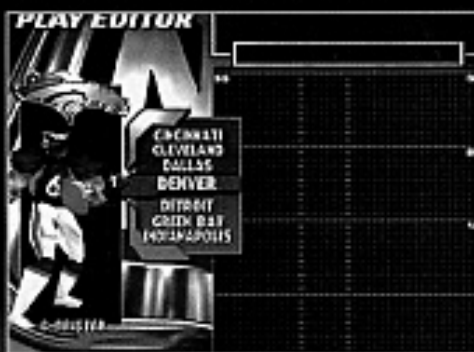 PLAY EDITOR
CINCINNATI
CLEVELAND
DALLAS
DENVER
DETROIT
GREEN BAY
INDIANAPOLIS